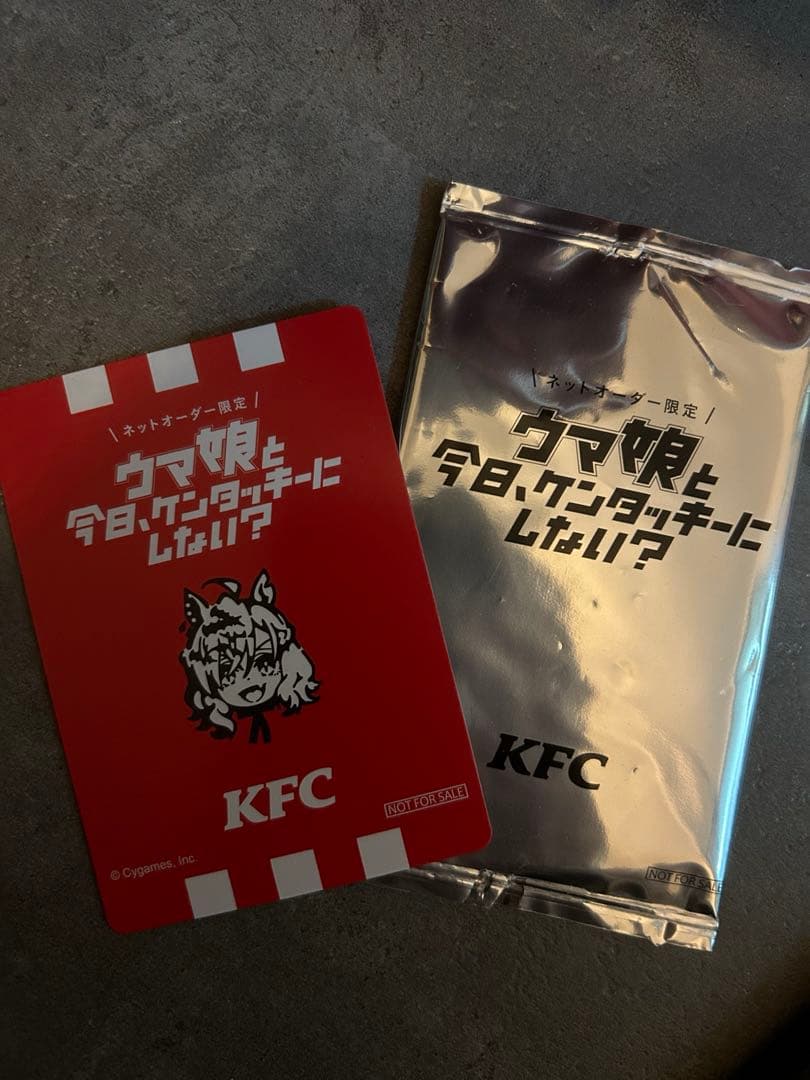 \ ネットオーダー限定 /
ウマ娘と
今日、ケンタッキーに
しない?
KFC
NOT FOR SALE
© Cygames, Inc.
\ ネットオーダー限定 /
ウマ娘と
今日、ケンタッキーに
しない?
KFC
NOT FOR SALE